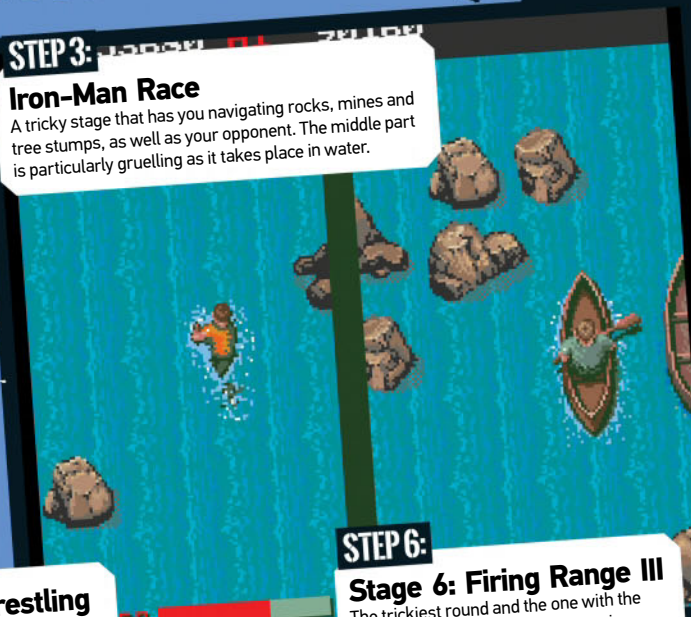 STEP 3:
Iron-Man Race
A tricky stage that has you navigating rocks, mines and
tree stumps, as well as your opponent. The middle part
is particularly gruelling as it takes place in water.
STEP 6:
Stage 6: Firing Range III
The trickiest round and the one with the